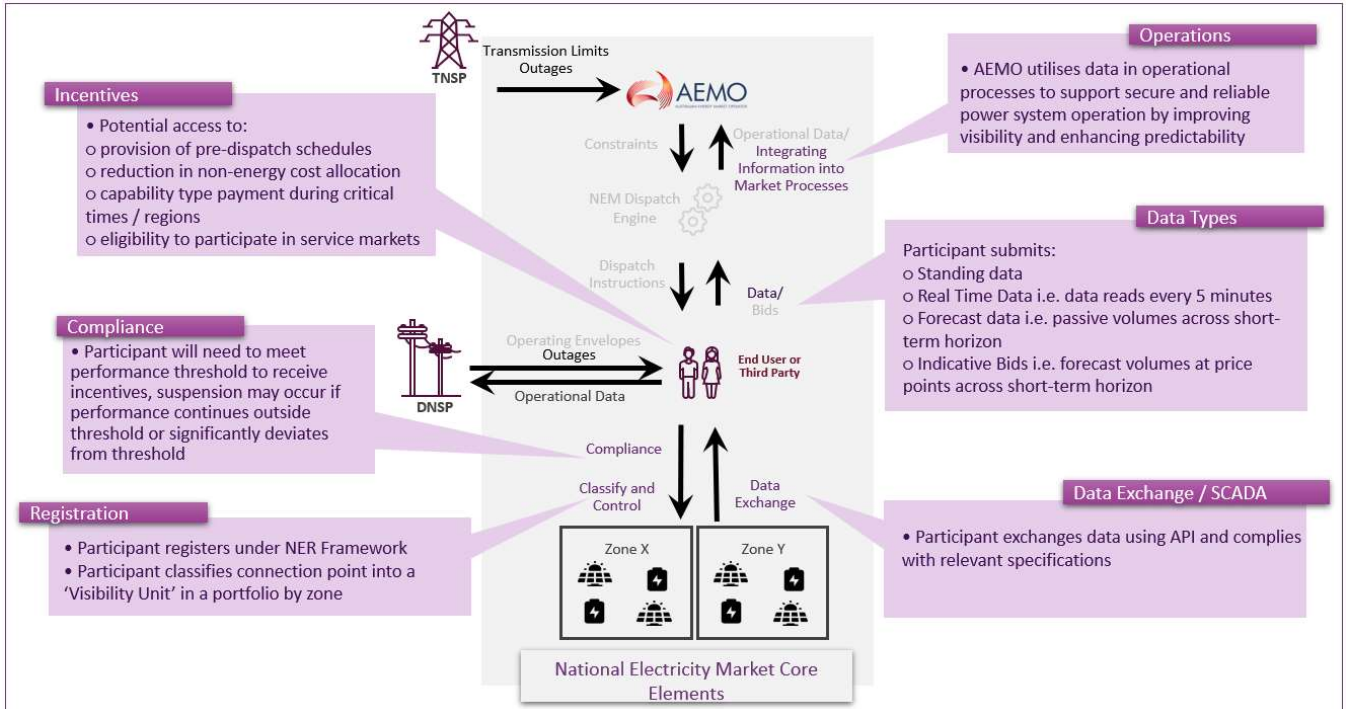 TNSP
Transmission Limits
Outages
AEMO
AUSTRALIAN ENERGY MARKET OPERATOR
Operations
• AEMO utilises data in operational
processes to support secure and reliable
power system operation by improving
visibility and enhancing predictability
Incentives
• Potential access to:
o provision of pre-dispatch schedules
o reduction in non-energy cost allocation
o capability type payment during critical
times / regions
o eligibility to participate in service markets
Constraints
Operational Data/
Integrating
Information into
Market Processes
NEM Dispatch
Engine
Data Types
Participant submits:
o Standing data
o Real Time Data i.e. data reads every 5 minutes
o Forecast data i.e. passive volumes across short-
term horizon
o Indicative Bids i.e. forecast volumes at price
points across short-term horizon
Dispatch
Instructions
Data/
Bids
Compliance
• Participant will need to meet
performance threshold to receive
incentives, suspension may occur if
performance continues outside
threshold or significantly deviates
from threshold
DNSP
Operating Envelopes
Outages
Operational Data
End User or
Third Party
Compliance
Classify and
Control
Data
Exchange
Registration
• Participant registers under NER Framework
• Participant classifies connection point into a
‘Visibility Unit’ in a portfolio by zone
Data Exchange / SCADA
• Participant exchanges data using API and complies
with relevant specifications
Zone X
Zone Y
National Electricity Market Core
Elements